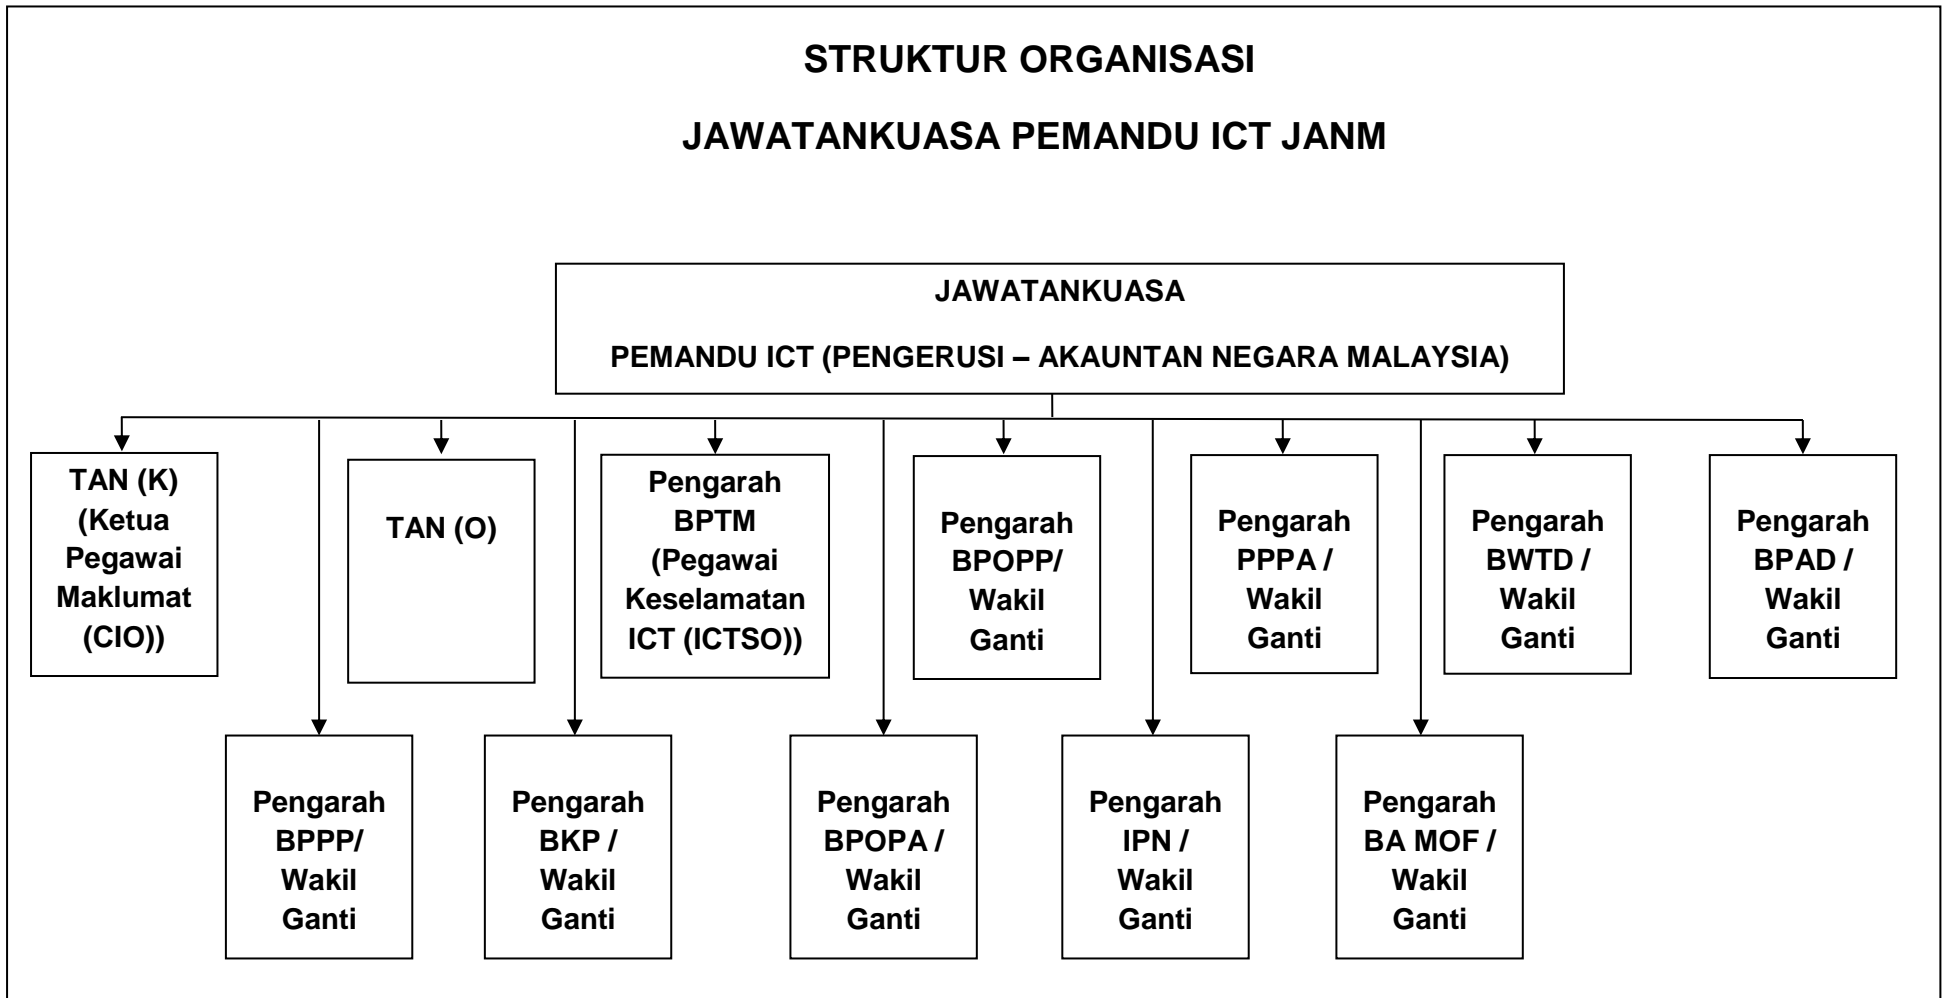 STRUKTUR ORGANISASI
JAWATANKUASA PEMANDU ICT JANM
JAWATANKUASA
PEMANDU ICT (PENGERUSI – AKAUNTAN NEGARA MALAYSIA)
TAN (K)
(Ketua
Pegawai
Maklumat
(CIO))
TAN (O)
Pengarah
BPTM
(Pegawai
Keselamatan
ICT (ICTSO))
Pengarah
BPOPP/
Wakil
Ganti
Pengarah
PPPA /
Wakil
Ganti
Pengarah
BWTD /
Wakil
Ganti
Pengarah
BPAD /
Wakil
Ganti
Pengarah
BPPP/
Wakil
Ganti
Pengarah
BKP /
Wakil
Ganti
Pengarah
BPOPA /
Wakil
Ganti
Pengarah
IPN /
Wakil
Ganti
Pengarah
BA MOF /
Wakil
Ganti